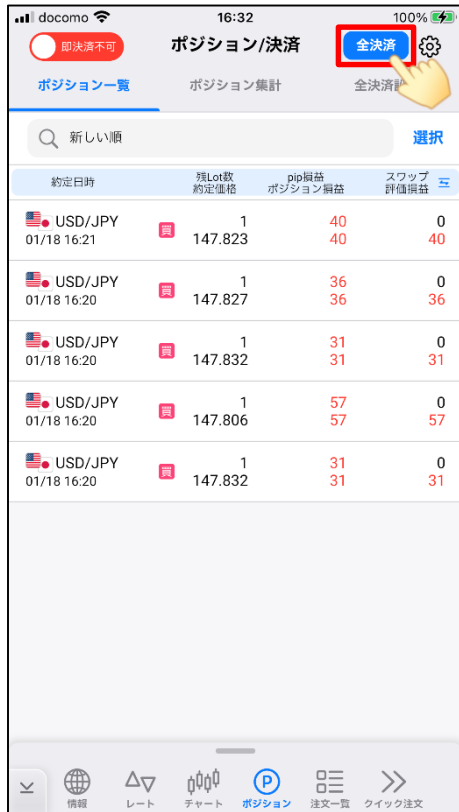 docomo 16:32 100%
即決済不可 ポジション/決済 全決済
ポジション一覧 ポジション集計 全決済
新しい順 選択
約定日時 残Lot数 pip損益 スワップ
約定価格 ポジション損益 評価損益
USD/JPY 買 1 40 0
01/18 16:21 147.823 40 40
USD/JPY 買 1 36 0
01/18 16:20 147.827 36 36
USD/JPY 買 1 31 0
01/18 16:20 147.832 31 31
USD/JPY 買 1 57 0
01/18 16:20 147.806 57 57
USD/JPY 買 1 31 0
01/18 16:20 147.832 31 31
P
情報 レート チャート ポジション 注文一覧 クイック注文